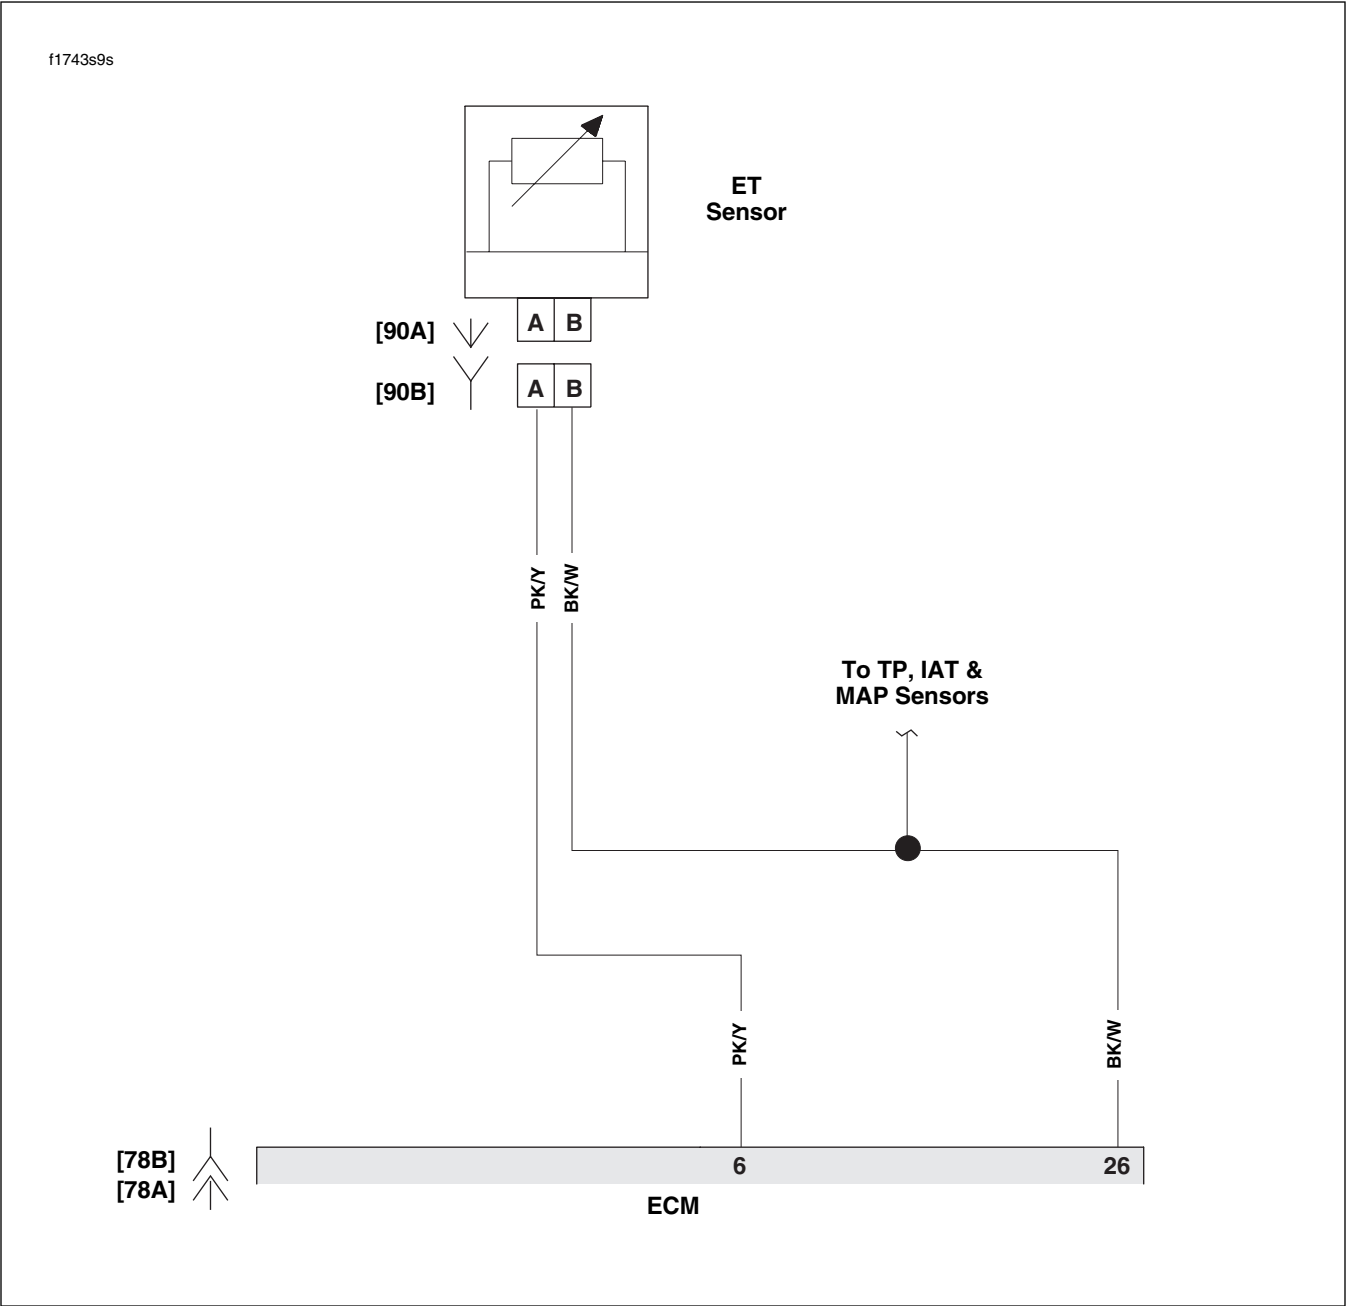 f1743s9s
ET
Sensor
[90A]
A B
[90B]
A B
PK/Y
BK/W
To TP, IAT &
MAP Sensors
PK/Y
BK/W
[78B]
[78A]
6
26
ECM